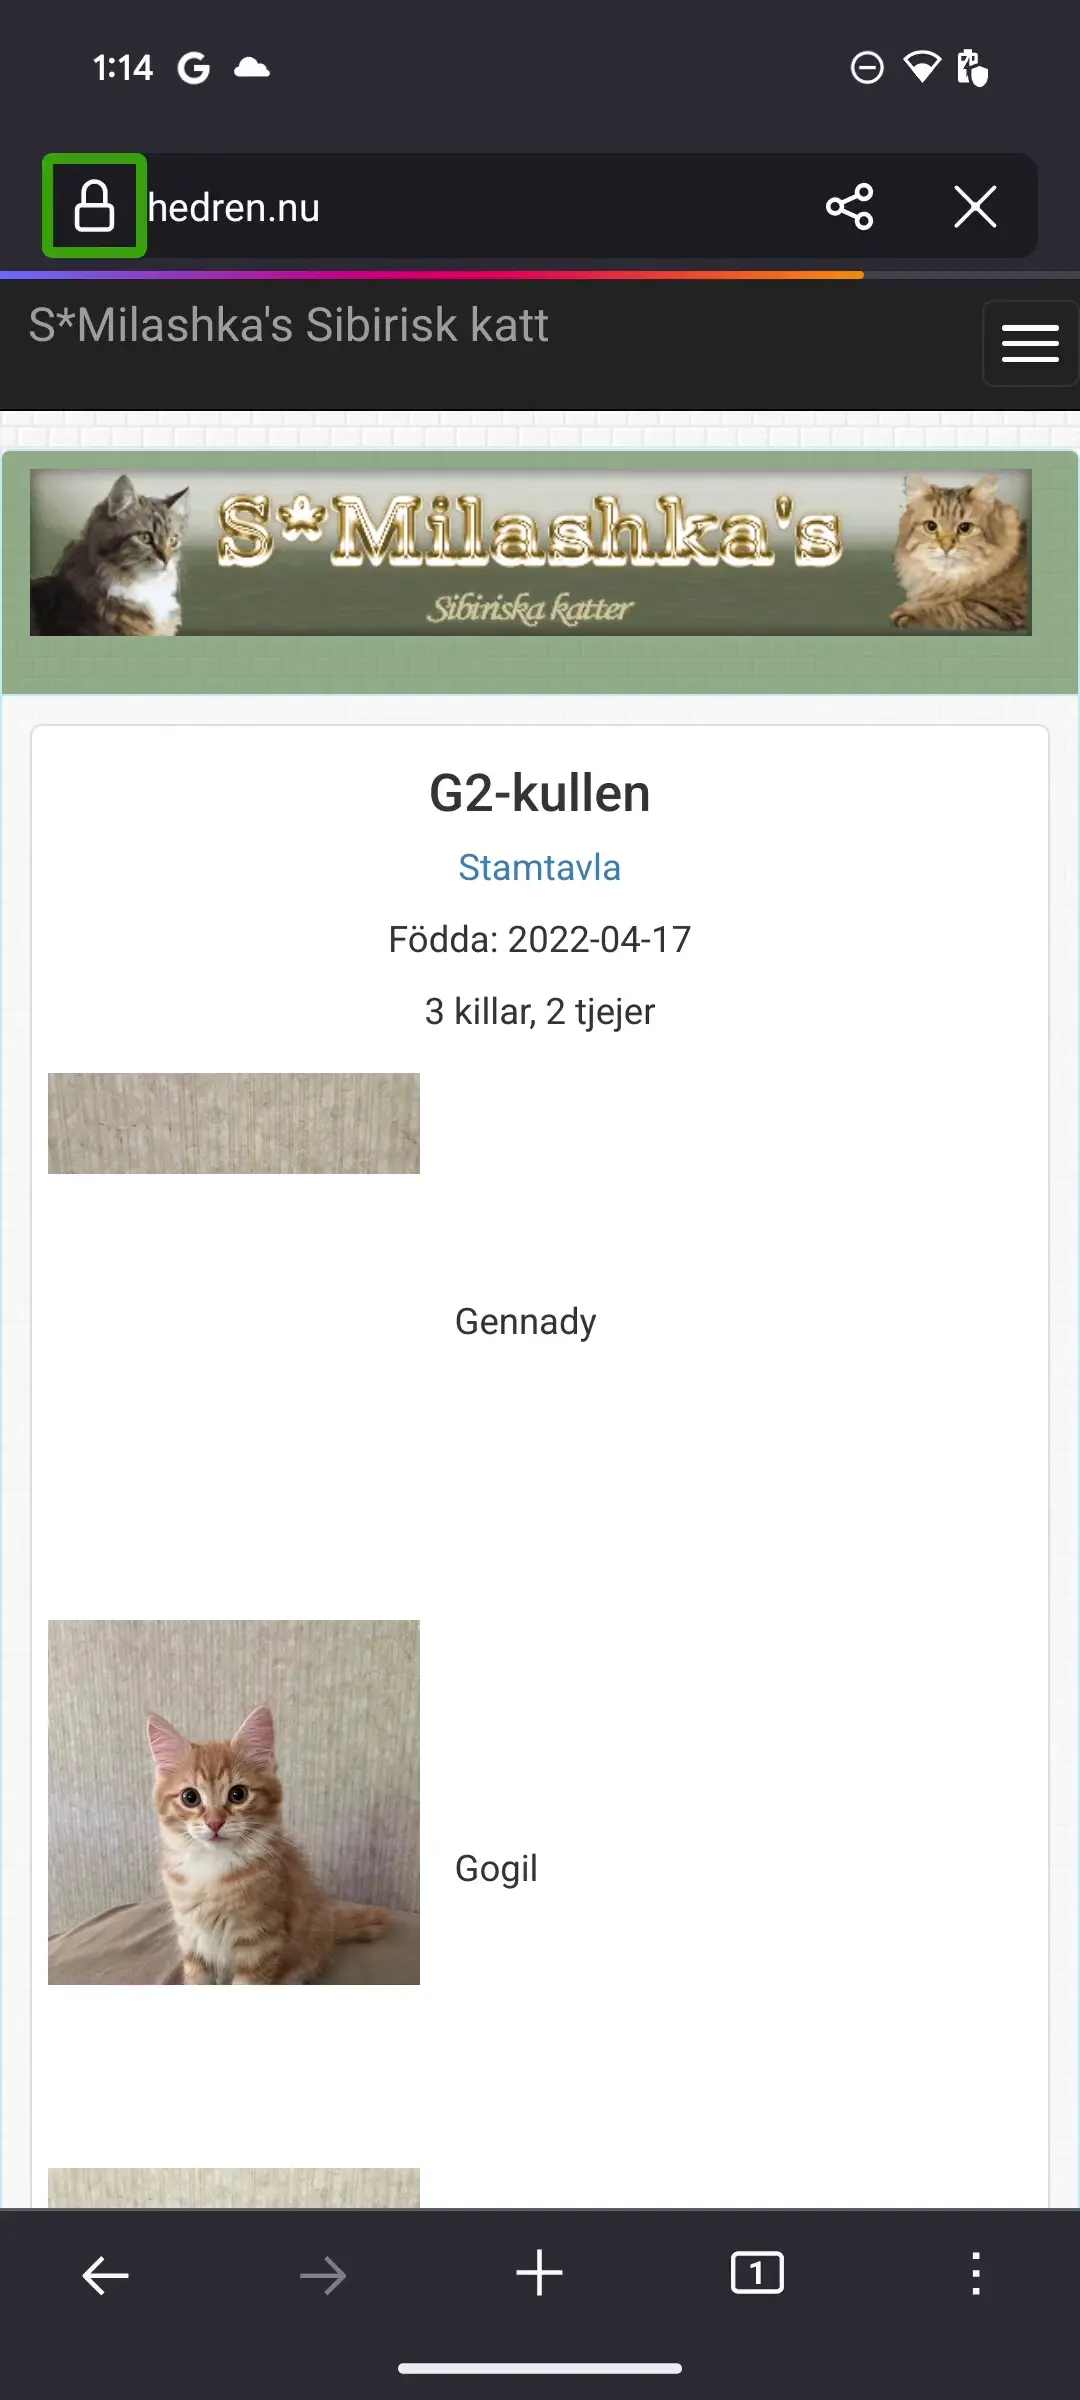 1:14
hedren.nu
S*Milashka's Sibirisk katt
S*Milashka's
Sibiriska katter
G2-kullen
Stamtavla
Födda: 2022-04-17
3 killar, 2 tjejer
Gennady
Gogil
1